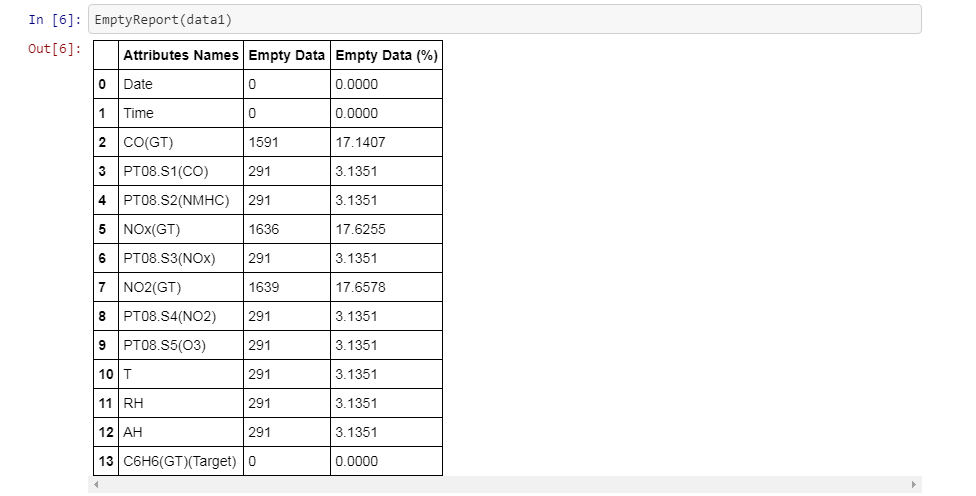 In [6]: EmptyReport(data1)
Out[6]:
Attributes Names Empty Data Empty Data (%)
0 Date 0 0.0000
1 Time 0 0.0000
2 CO(GT) 1591 17.1407
3 PT08.S1(CO) 291 3.1351
4 PT08.S2(NMHC) 291 3.1351
5 NOx(GT) 1636 17.6255
6 PT08.S3(NOx) 291 3.1351
7 NO2(GT) 1639 17.6578
8 PT08.S4(NO2) 291 3.1351
9 PT08.S5(O3) 291 3.1351
10 T 291 3.1351
11 RH 291 3.1351
12 AH 291 3.1351
13 C6H6(GT)(Target) 0 0.0000